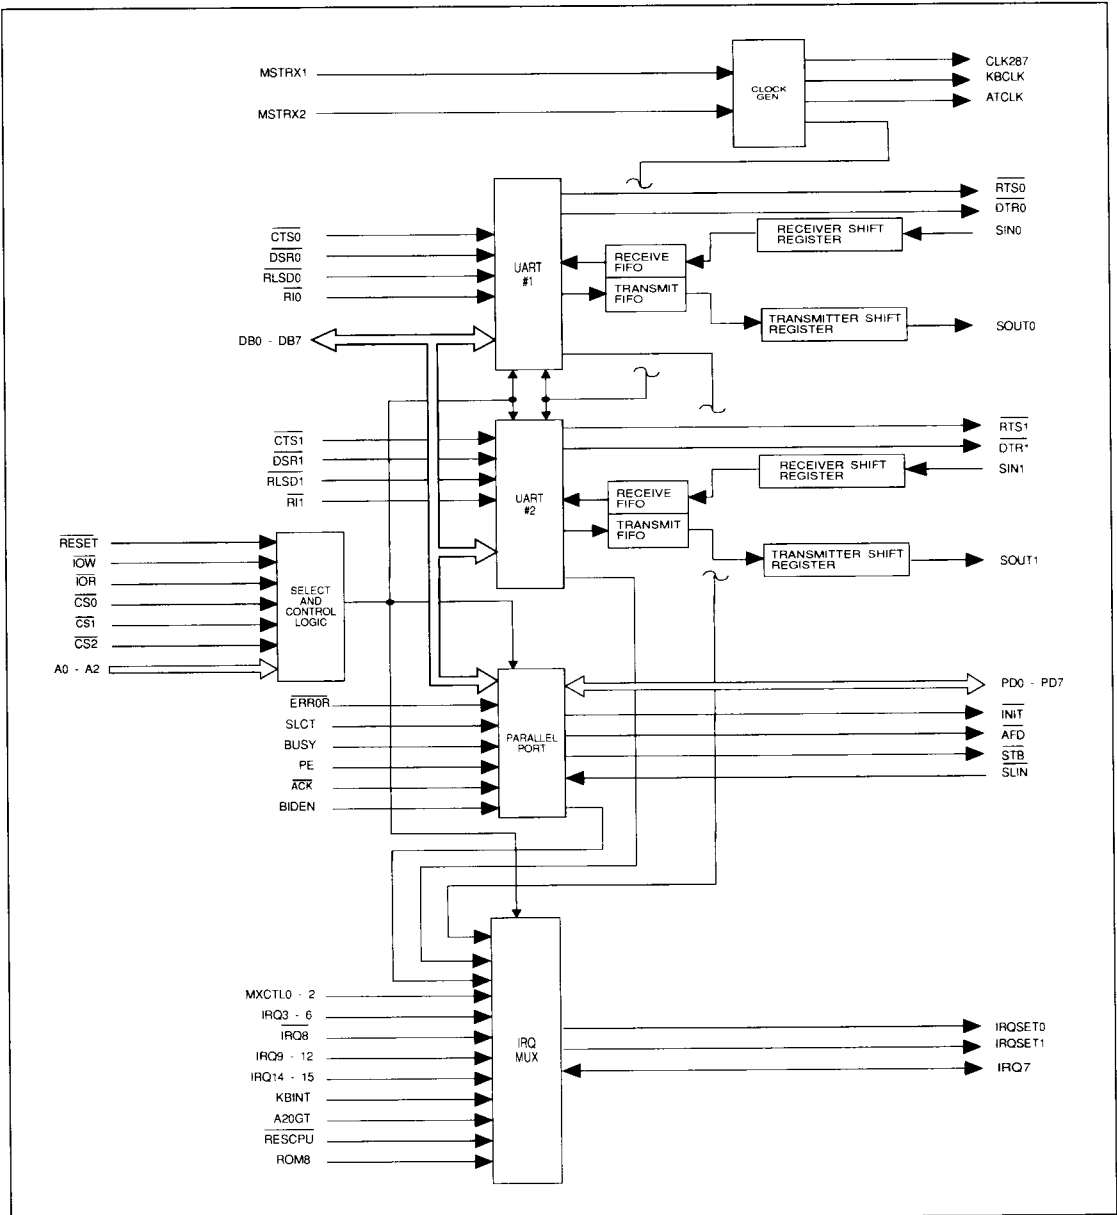 MSTRX1
MSTRX2
CLOCK
GEN
CLK287
KBCLK
ATCLK
CTS0
DSR0
RLSD0
RI0
DB0 - DB7
UART
#1
RECEIVE
FIFO
TRANSMIT
FIFO
RECEIVER SHIFT
REGISTER
TRANSMITTER SHIFT
REGISTER
RTS0
DTR0
SIN0
SOUT0
CTS1
DSR1
RLSD1
RI1
UART
#2
RECEIVE
FIFO
TRANSMIT
FIFO
RECEIVER SHIFT
REGISTER
TRANSMITTER SHIFT
REGISTER
RTS1
DTR1
SIN1
SOUT1
RESET
IOW
IOR
CS0
CS1
CS2
A0 - A2
SELECT
AND
CONTROL
LOGIC
ERROR
SLCT
BUSY
PE
ACK
BIDEN
PARALLEL
PORT
PD0 - PD7
INIT
AFD
STB
SLIN
MXCTL0 - 2
IRQ3 - 6
IRQ8
IRQ9 - 12
IRQ14 - 15
KBINT
A20GT
RESCPU
ROM8
IRQ
MUX
IRQSET0
IRQSET1
IRQ7